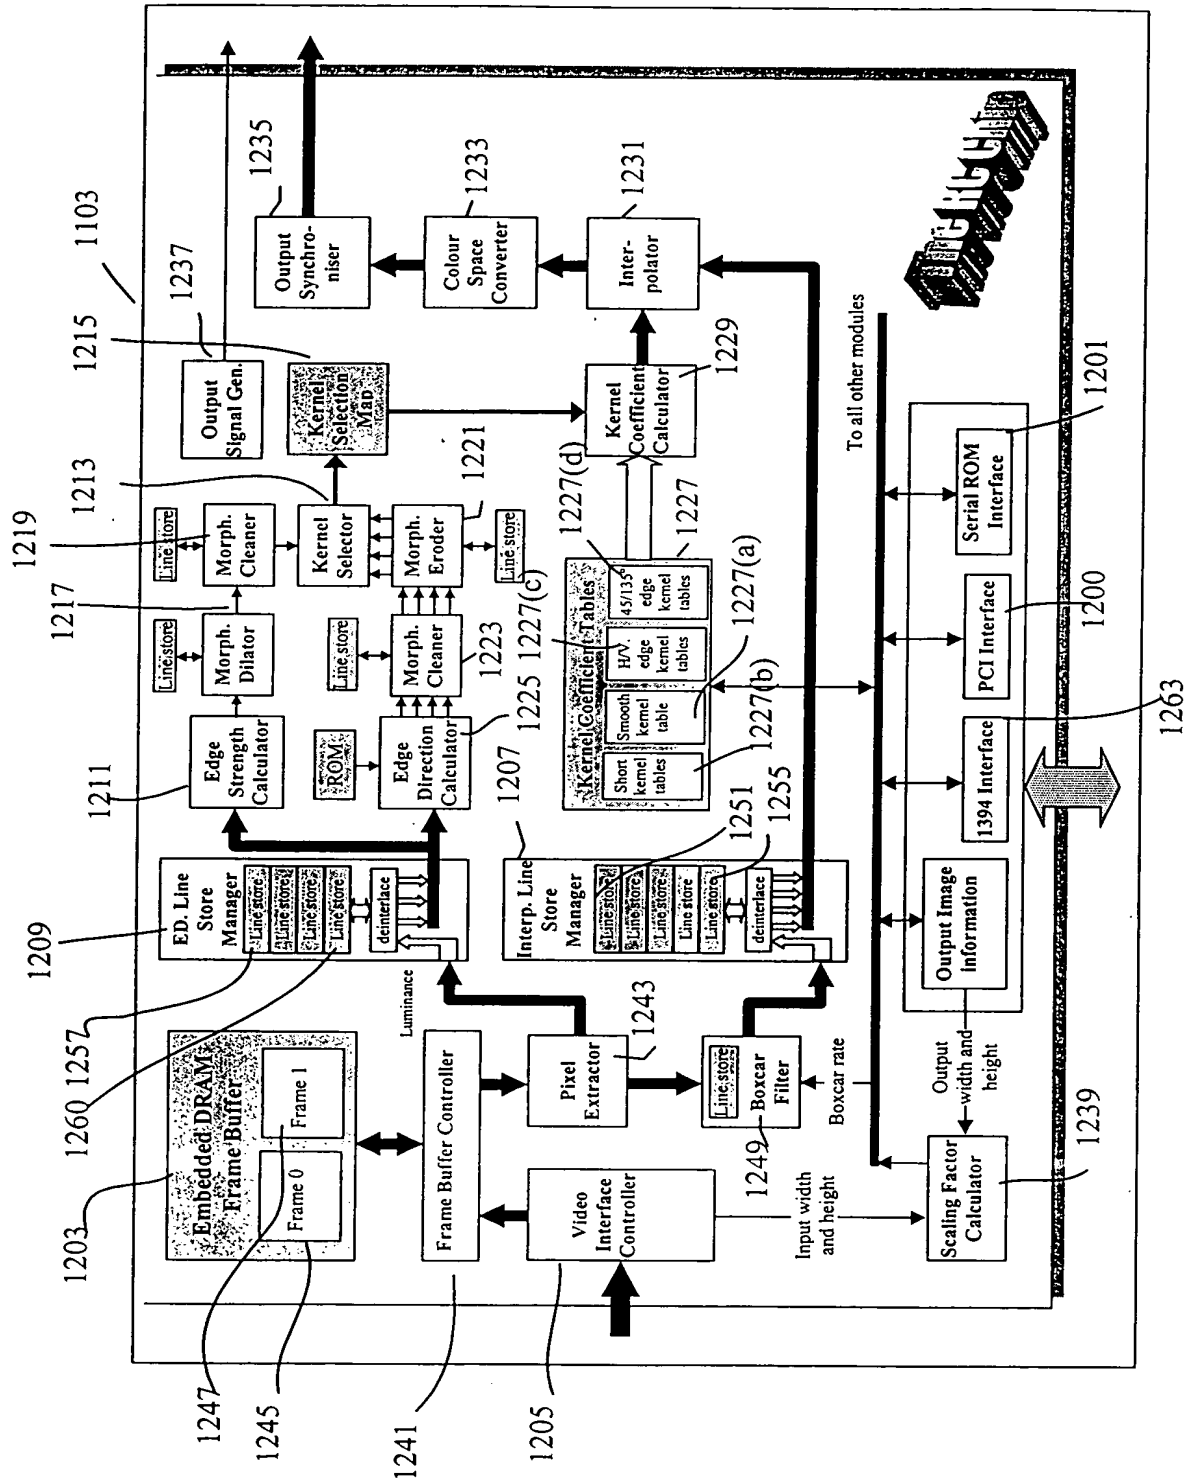 1103
1203
1257
1260
1247
1245
1241
1205
Embedded DRAM
Frame Buffer
Frame 0
Frame 1
Frame Buffer Controller
Video
Interface
Controller
Pixel
Extractor
1243
Line store
Boxcar
Filter
1249
Boxcar rate
Luminance
Input width
and height
Output
width and
height
Scaling Factor
Calculator
1239
1209
ED. Line
Store
Manager
Line store
Line store
Line store
Line store
deinterlace
1207
Interp. Line
Store
Manager
Line store
Line store
Line store
Line store
Line store
deinterlace
1251
1255
1211
Edge
Strength
Calculator
ROM
Edge
Direction
Calculator
1225
Line store
Morph.
Dilator
1217
Line store
Morph.
Cleaner
1223
Line store
Morph.
Cleaner
1219
Kernel
Selector
1213
Morph.
Eroder
1221
Line store
Kernel
Selection
Map
1215
Output
Signal Gen.
1237
Kernel Coefficient Tables
Short
kernel
tables
Smooth
kernel
table
H/V.
edge
kernel
tables
45/135°
edge
kernel
tables
1227(c)
1227(d)
1227
1227(a)
1227(b)
Kernel
Coefficient
Calculator
1229
Inter-
polator
1231
Colour
Space
Converter
1233
Output
Synchro-
niser
1235
To all other modules
Output Image
information
1394 Interface
1263
PCI Interface
1200
Serial ROM
Interface
1201